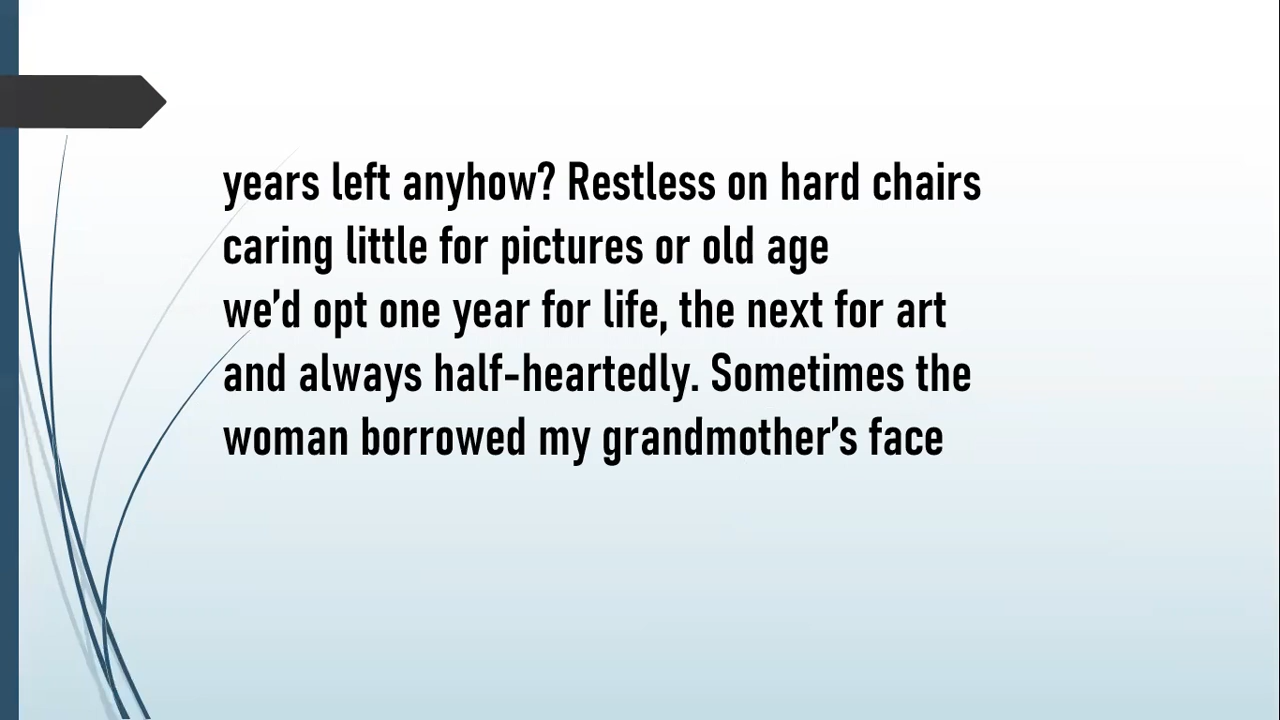 years left anyhow? Restless on hard chairs
caring little for pictures or old age
we’d opt one year for life, the next for art
and always half-heartedly. Sometimes the
woman borrowed my grandmother’s face